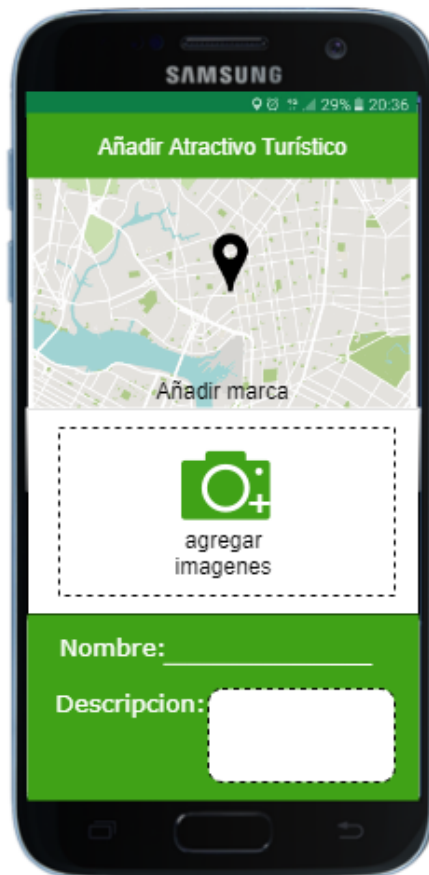 SAMSUNG
29% 20:36
Añadir Atractivo Turístico
Añadir marca
agregar
imagenes
Nombre:
Descripcion: